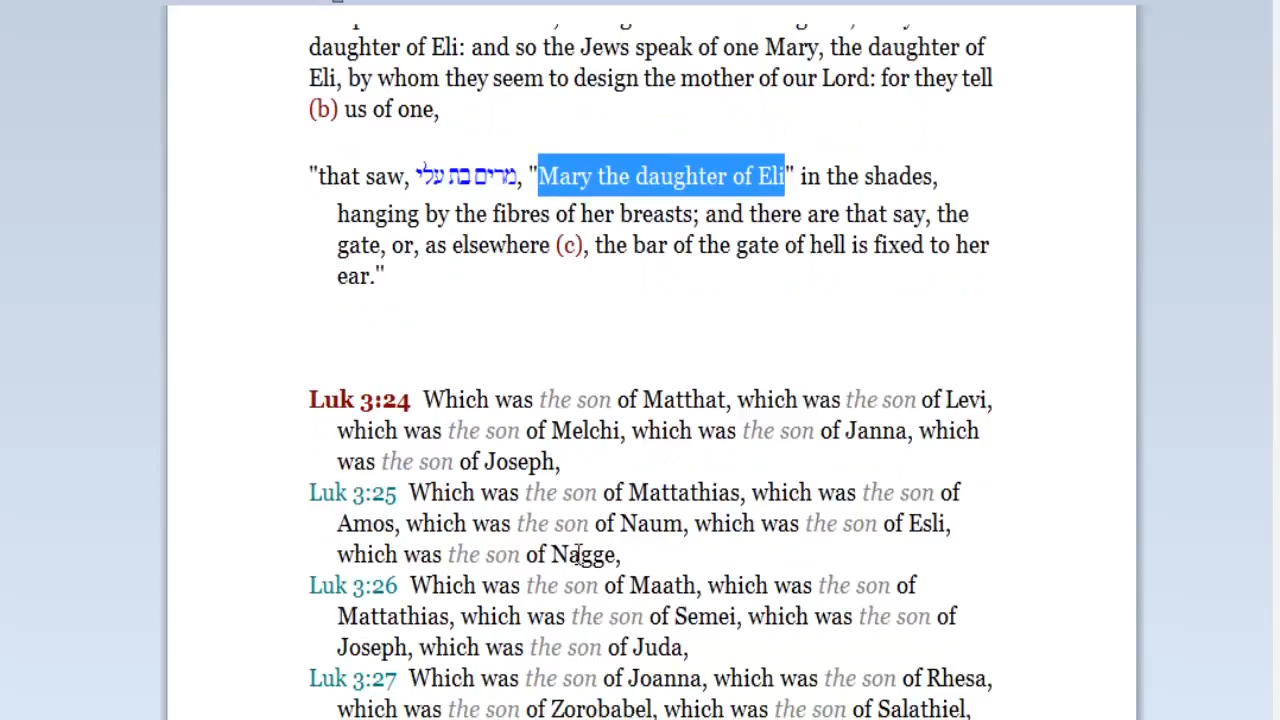 daughter of Eli: and so the Jews speak of one Mary, the daughter of
Eli, by whom they seem to design the mother of our Lord: for they tell
(b) us of one,
"that saw, מרים בת עלי, "Mary the daughter of Eli" in the shades,
hanging by the fibres of her breasts; and there are that say, the
gate, or, as elsewhere (c), the bar of the gate of hell is fixed to her
ear."
Luk 3:24 Which was the son of Matthat, which was the son of Levi,
which was the son of Melchi, which was the son of Janna, which
was the son of Joseph,
Luk 3:25 Which was the son of Mattathias, which was the son of
Amos, which was the son of Naum, which was the son of Esli,
which was the son of Nagge,
Luk 3:26 Which was the son of Maath, which was the son of
Mattathias, which was the son of Semei, which was the son of
Joseph, which was the son of Juda,
Luk 3:27 Which was the son of Joanna, which was the son of Rhesa,
which was the son of Zorobabel, which was the son of Salathiel,